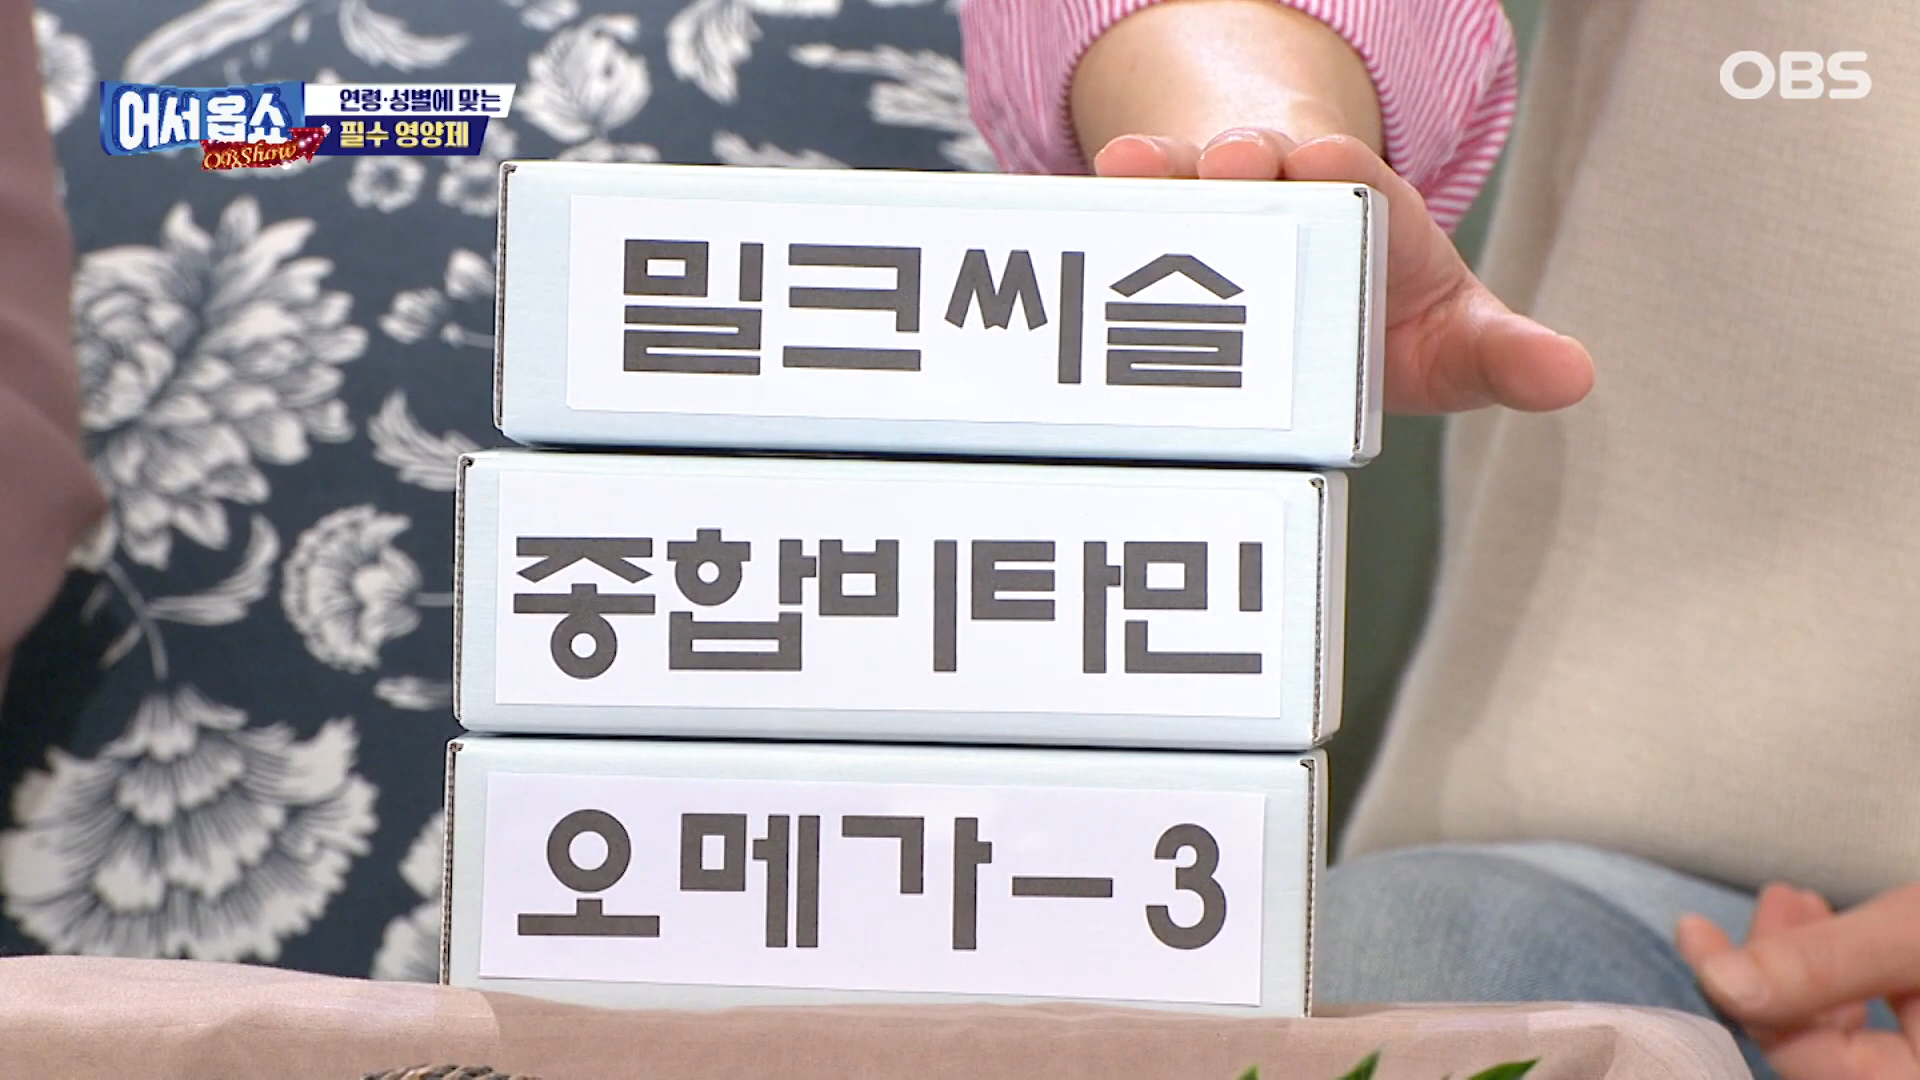 어서옵쇼
OBShow
연령·성별에 맞는
필수 영양제
OBS
밀크씨슬
종합비타민
오메가-3